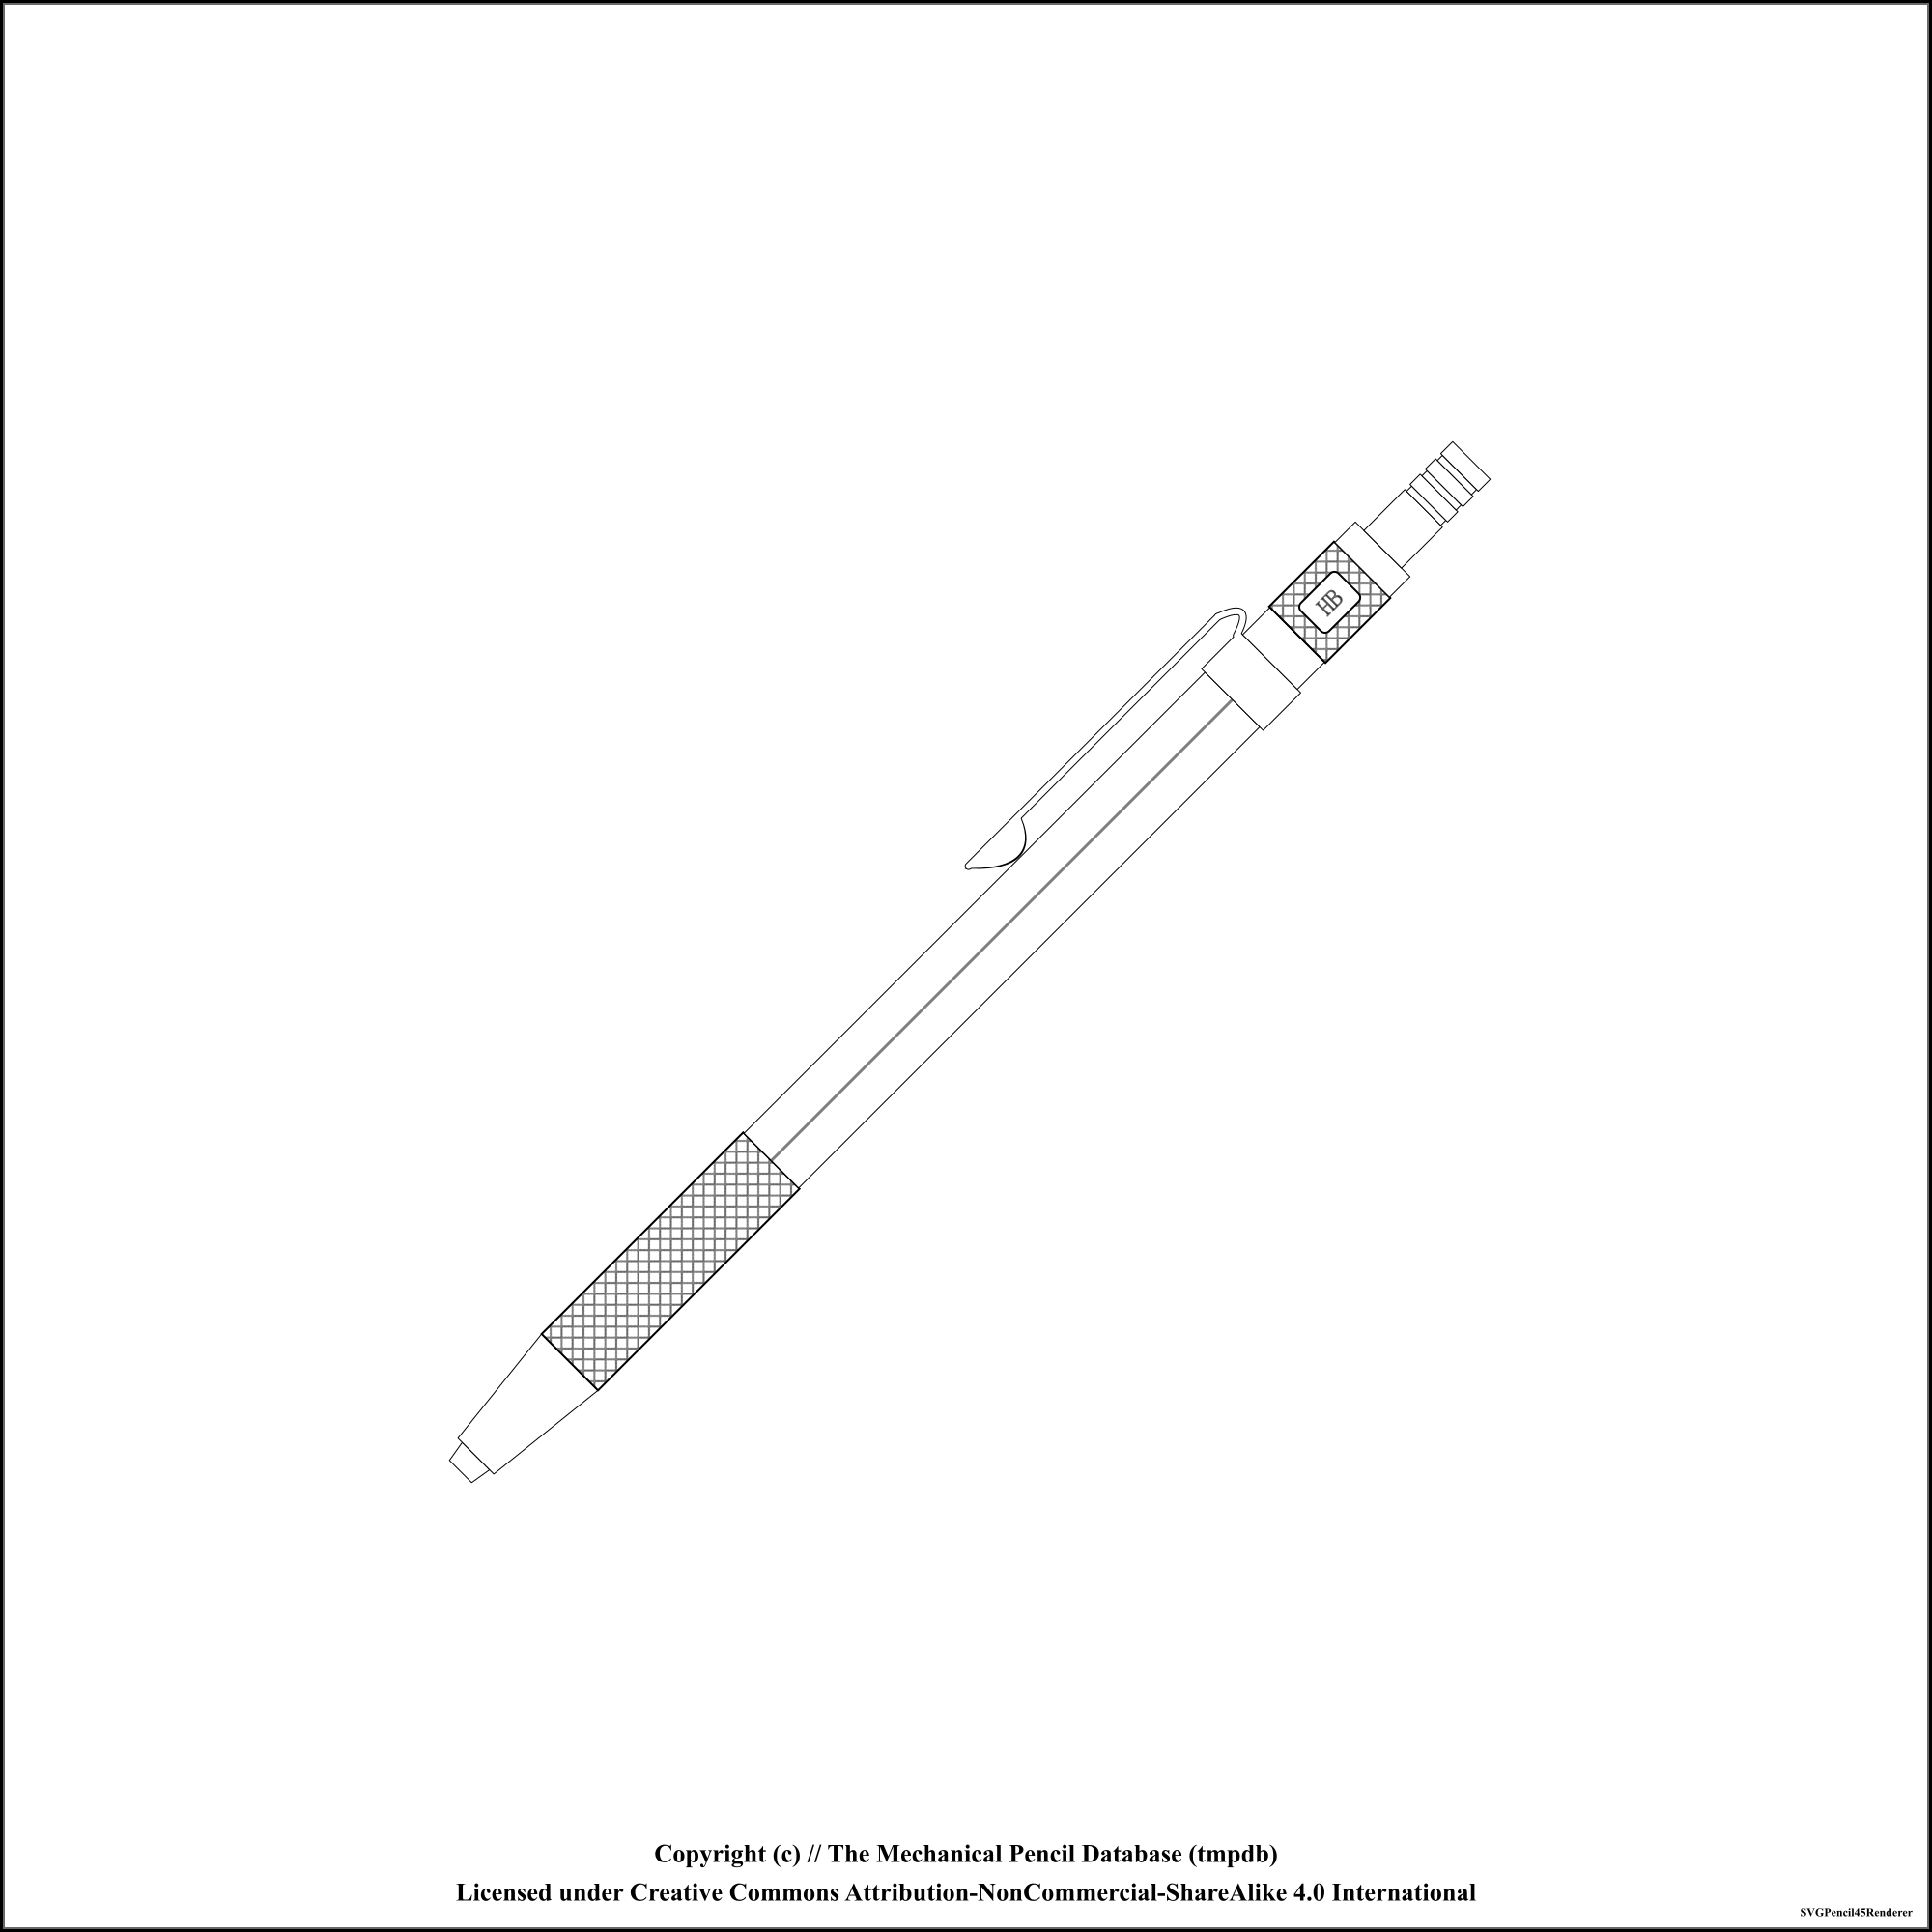 HB
Copyright (c) // The Mechanical Pencil Database (tmpdb)
Licensed under Creative Commons Attribution-NonCommercial-ShareAlike 4.0 International
SVGPencil45Renderer